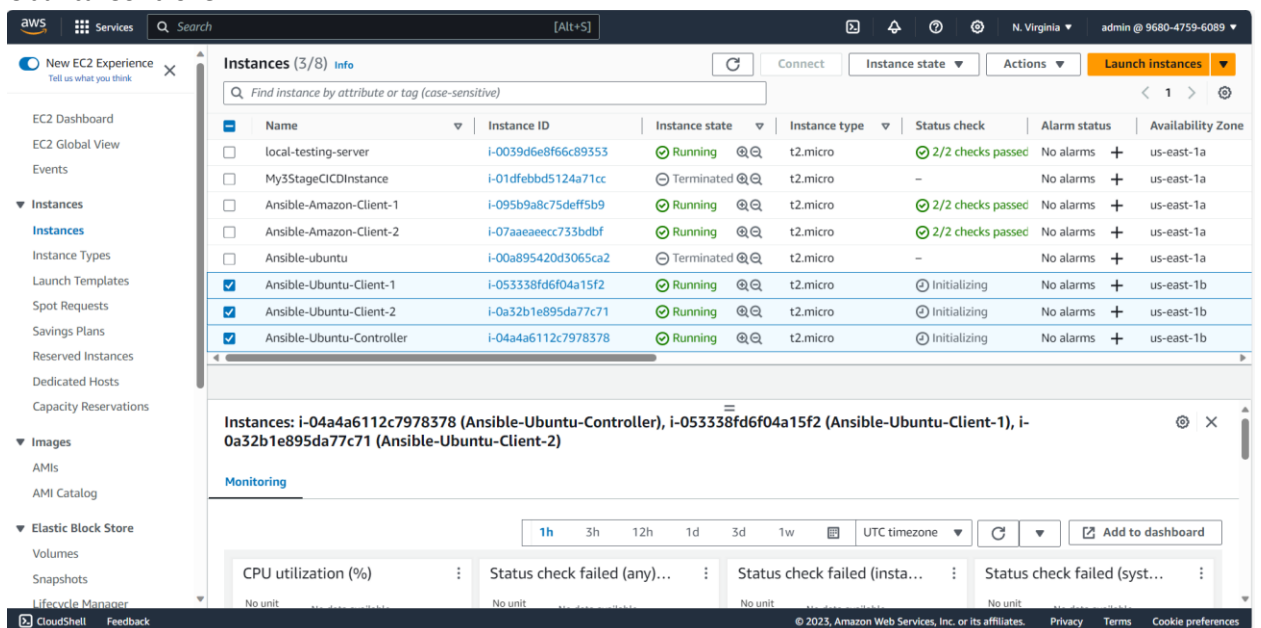 aws
Services
Search
[Alt+S]
N. Virginia
admin @ 9680-4759-6089
New EC2 Experience
Tell us what you think
EC2 Dashboard
EC2 Global View
Events
Instances
Instances
Instance Types
Launch Templates
Spot Requests
Savings Plans
Reserved Instances
Dedicated Hosts
Capacity Reservations
Images
AMIs
AMI Catalog
Elastic Block Store
Volumes
Snapshots
Lifecycle Manager
Instances (3/8) Info
Connect
Instance state
Actions
Launch instances
Find instance by attribute or tag (case-sensitive)
1
Name Instance ID Instance state Instance type Status check Alarm status Availability Zone
local-testing-server i-0039d6e8f66c89353 Running t2.micro 2/2 checks passed No alarms + us-east-1a
My3StageCICDInstance i-01dfebbd5124a71cc Terminated t2.micro – No alarms + us-east-1a
Ansible-Amazon-Client-1 i-095b9a8c75deff5b9 Running t2.micro 2/2 checks passed No alarms + us-east-1a
Ansible-Amazon-Client-2 i-07aaeaeecc733bdbf Running t2.micro 2/2 checks passed No alarms + us-east-1a
Ansible-ubuntu i-00a895420d3065ca2 Terminated t2.micro – No alarms + us-east-1a
Ansible-Ubuntu-Client-1 i-053338fd6f04a15f2 Running t2.micro Initializing No alarms + us-east-1b
Ansible-Ubuntu-Client-2 i-0a32b1e895da77c71 Running t2.micro Initializing No alarms + us-east-1b
Ansible-Ubuntu-Controller i-04a4a6112c7978378 Running t2.micro Initializing No alarms + us-east-1b
Instances: i-04a4a6112c7978378 (Ansible-Ubuntu-Controller), i-053338fd6f04a15f2 (Ansible-Ubuntu-Client-1), i-
0a32b1e895da77c71 (Ansible-Ubuntu-Client-2)
Monitoring
1h 3h 12h 1d 3d 1w UTC timezone Add to dashboard
CPU utilization (%) Status check failed (any)... Status check failed (insta... Status check failed (syst...
No unit No unit No unit No unit
CloudShell Feedback © 2023, Amazon Web Services, Inc. or its affiliates. Privacy Terms Cookie preferences